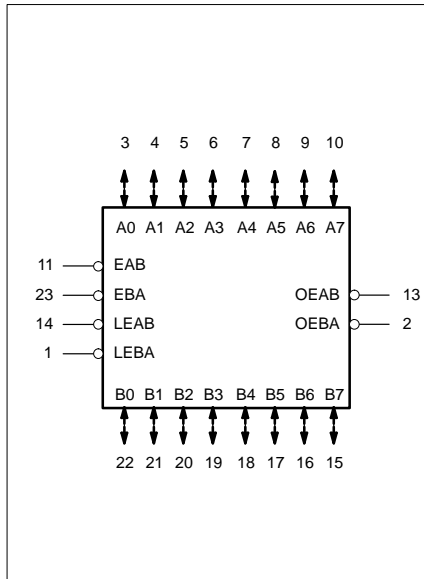 3 4 5 6 7 8 9 10
A0 A1 A2 A3 A4 A5 A6 A7
11 EAB
23 EBA OEAB 13
14 LEAB OEBA 2
1 LEBA
B0 B1 B2 B3 B4 B5 B6 B7
22 21 20 19 18 17 16 15